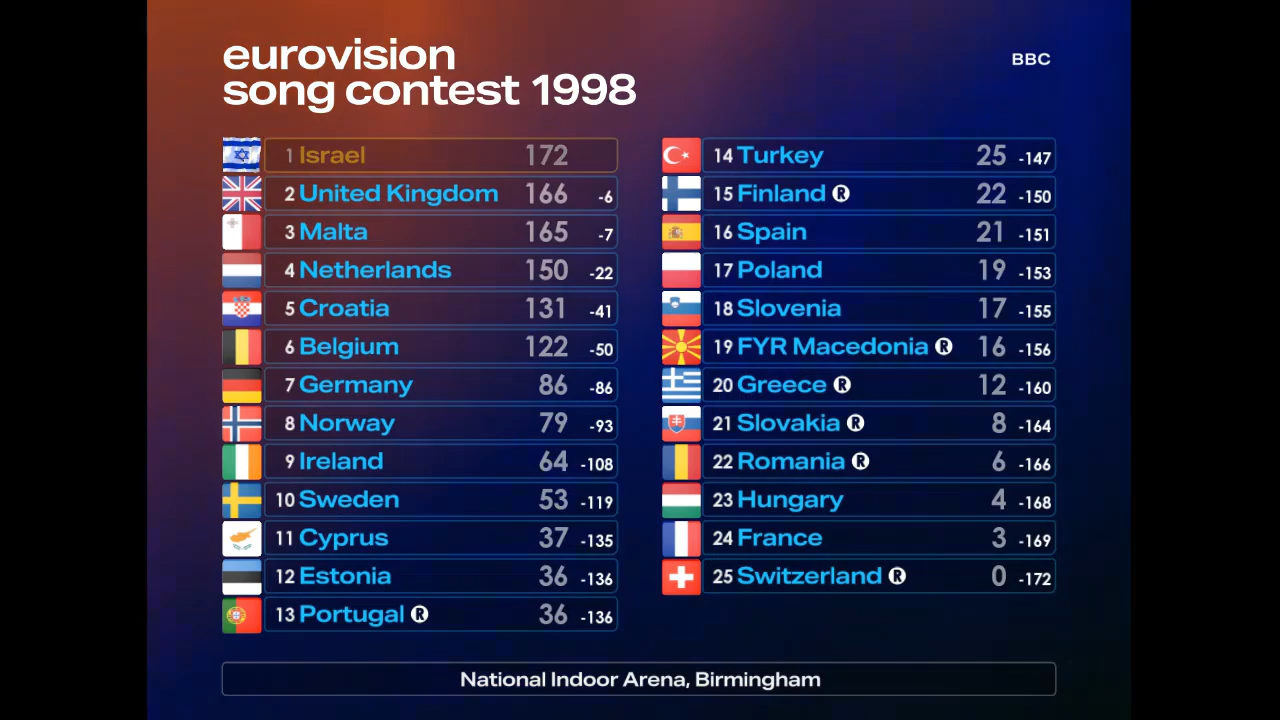 eurovision
song contest 1998
BBC
1 Israel 172
2 United Kingdom 166 -6
3 Malta 165 -7
4 Netherlands 150 -22
5 Croatia 131 -41
6 Belgium 122 -50
7 Germany 86 -86
8 Norway 79 -93
9 Ireland 64 -108
10 Sweden 53 -119
11 Cyprus 37 -135
12 Estonia 36 -136
13 Portugal R 36 -136
14 Turkey 25 -147
15 Finland R 22 -150
16 Spain 21 -151
17 Poland 19 -153
18 Slovenia 17 -155
19 FYR Macedonia R 16 -156
20 Greece R 12 -160
21 Slovakia R 8 -164
22 Romania R 6 -166
23 Hungary 4 -168
24 France 3 -169
25 Switzerland R 0 -172
National Indoor Arena, Birmingham